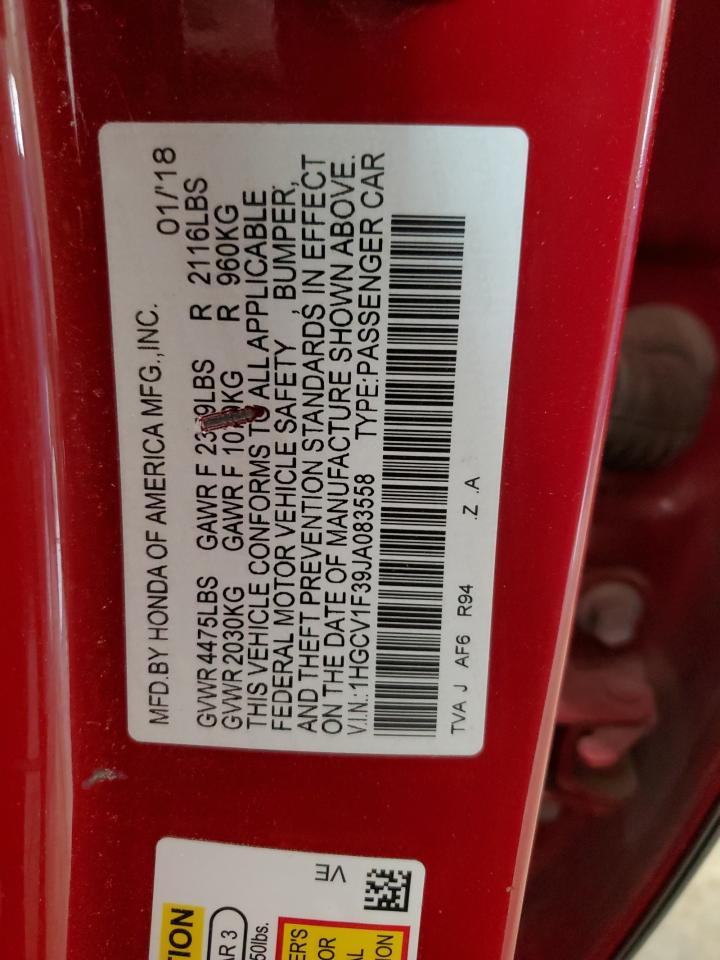 MFD.BY HONDA OF AMERICA MFG.,INC. 01/'18
GVWR 4475LBS GAWR F R 2116LBS
GVWR 2030KG GAWR F R 960KG
THIS VEHICLE CONFORMS TO ALL APPLICABLE
FEDERAL MOTOR VEHICLE SAFETY , BUMPER,
AND THEFT PREVENTION STANDARDS IN EFFECT
ON THE DATE OF MANUFACTURE SHOWN ABOVE.
V.I.N.:1HGCV1F39JA083558 TYPE:PASSENGER CAR
TVA J AF6 R94 .Z .A
VE